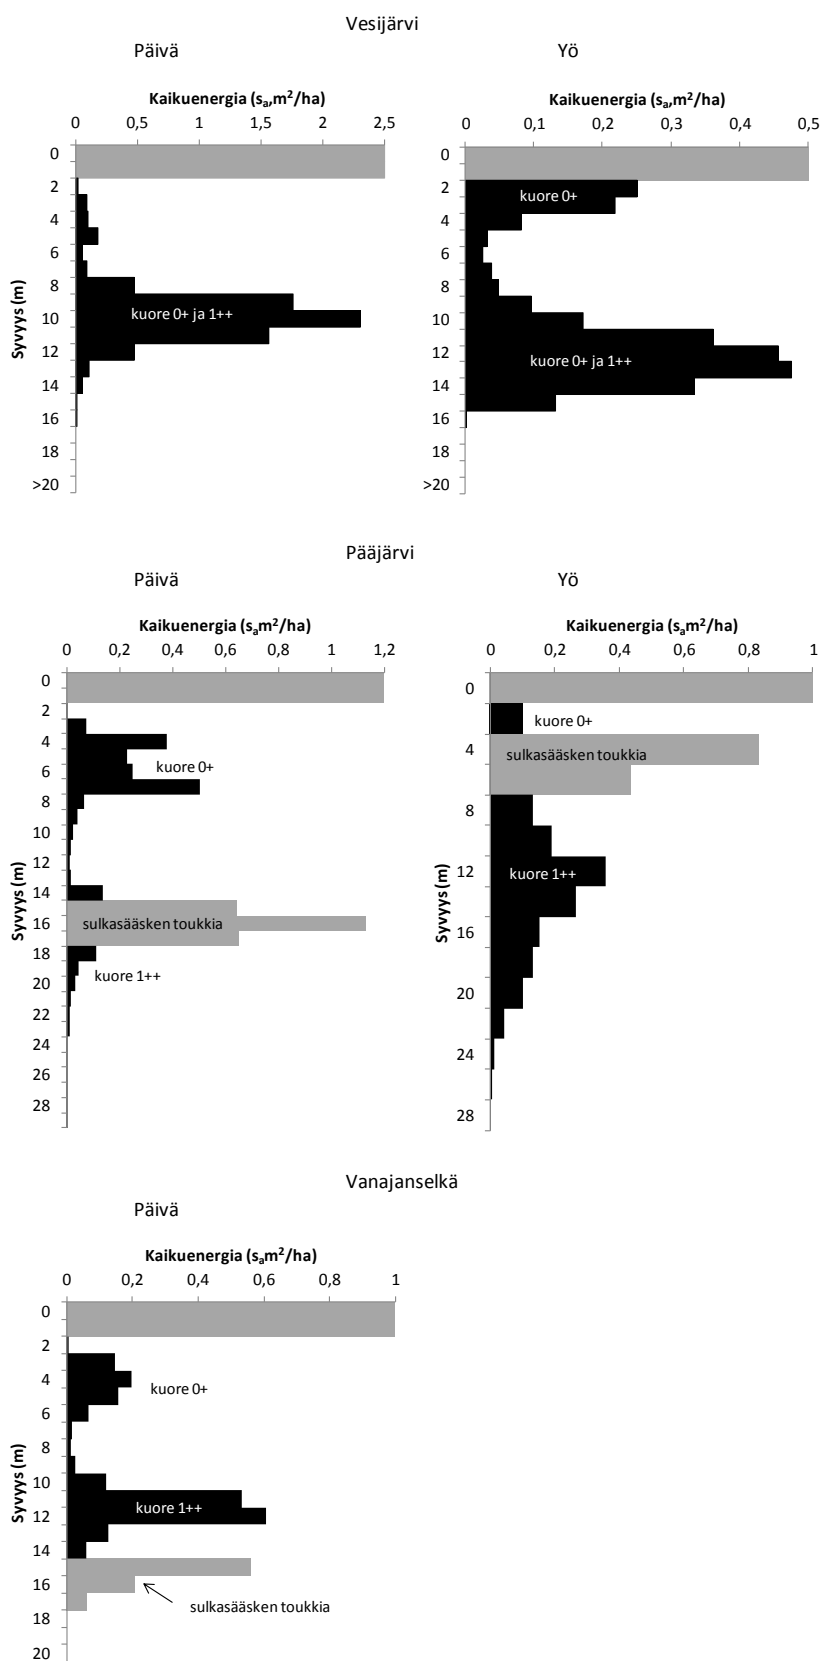 Vesijärvi
Päivä
Yö
Kaikuenergia (sₐ,m²/ha)
0 0,5 1 1,5 2 2,5
0
2
4
6
8
10
12
14
16
18
>20
Syvyys (m)
kuore 0+ ja 1++
Kaikuenergia (sₐ,m²/ha)
0 0,1 0,2 0,3 0,4 0,5
0
2
4
6
8
10
12
14
16
18
>20
kuore 0+
kuore 0+ ja 1++
Pääjärvi
Päivä
Yö
Kaikuenergia (sₐm²/ha)
0 0,2 0,4 0,6 0,8 1 1,2
0
2
4
6
8
10
12
14
16
18
20
22
24
26
28
Syvyys (m)
kuore 0+
sulkasääsken toukkia
kuore 1++
Kaikuenergia (sₐm²/ha)
0 0,2 0,4 0,6 0,8 1
0
4
8
12
16
20
24
28
kuore 0+
sulkasääsken toukkia
kuore 1++
Vanajanselkä
Päivä
Kaikuenergia (sₐm²/ha)
0 0,2 0,4 0,6 0,8 1
0
2
4
6
8
10
12
14
16
18
20
Syvyys (m)
kuore 0+
kuore 1++
sulkasääsken toukkia